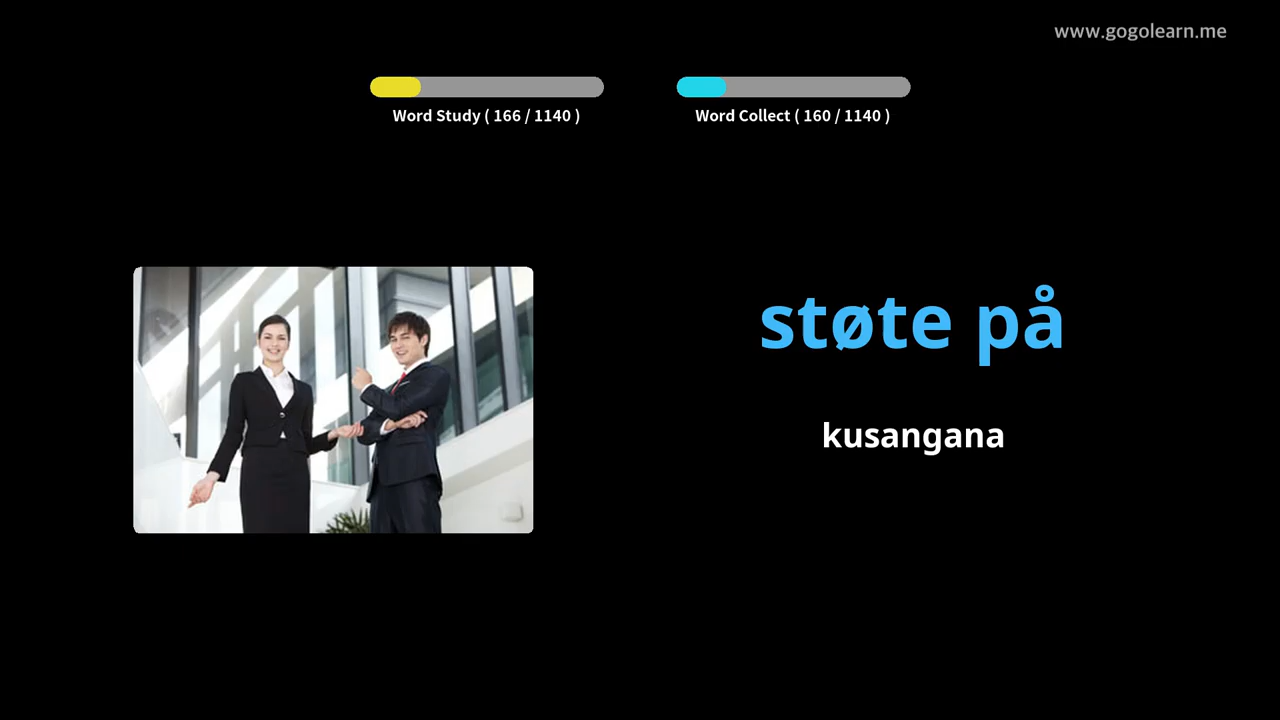 www.gogolearn.me
Word Study ( 166 / 1140 )
Word Collect ( 160 / 1140 )
støte på
kusangana